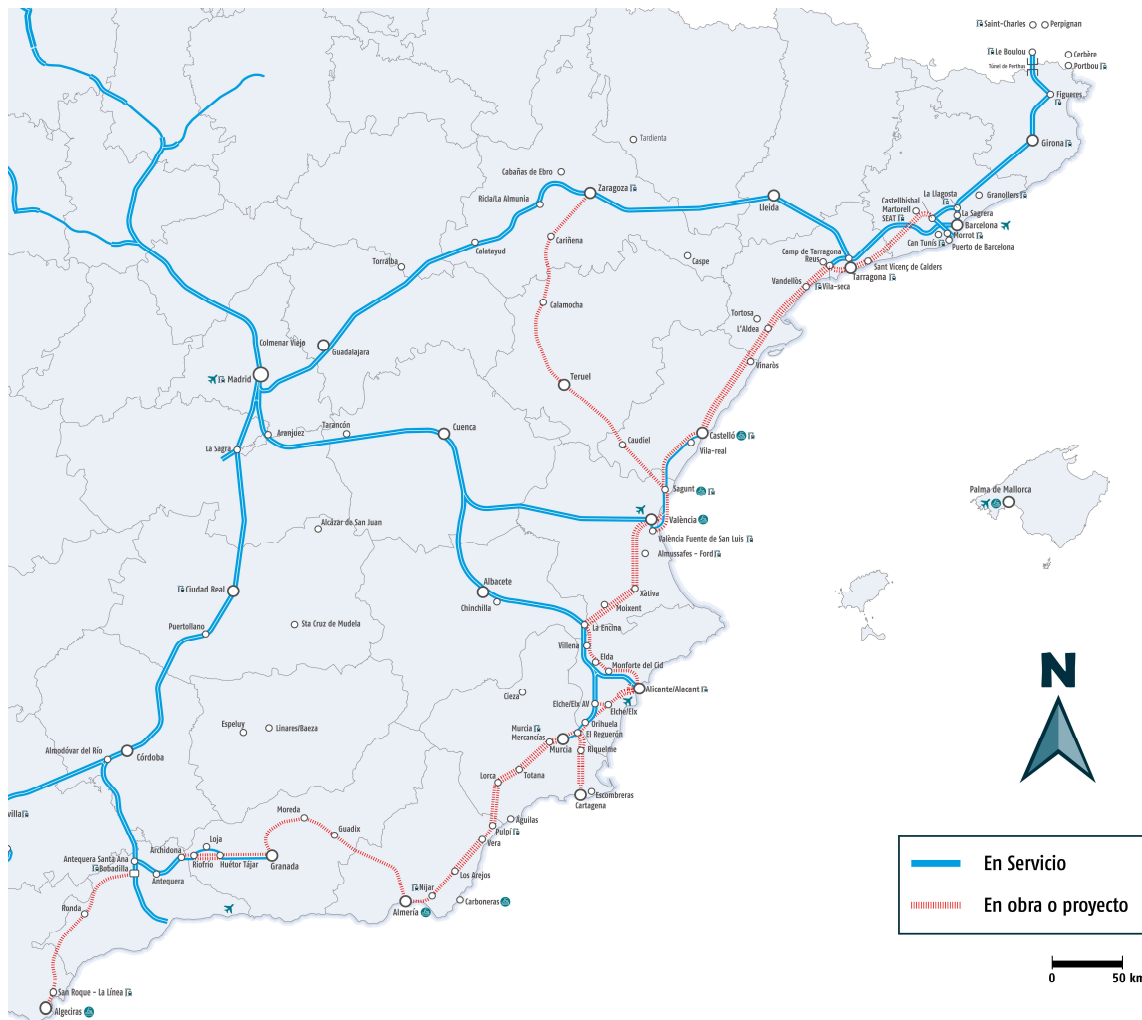 Saint-Charles
Perpignan
Le Boulou
Cerbère
Túnel de Perthus
Portbou
Figueres
Tardienta
Girona
Cabañas de Ebro
Zaragoza
Ricla/La Almunia
Lleida
La Llagosta
Granollers
Castellbisbal
Martorell
SEAT
La Sagrera
Barcelona
Cariñena
Calatayud
Can Tunis
Morrot
Puerto de Barcelona
Torralba
Caspe
Camp de Tarragona
Reus
Sant Vicenç de Calders
Tarragona
Vandellòs
Vila-seca
Calamocha
Tortosa
L'Aldea
Colmenar Viejo
Guadalajara
Vinaròs
Madrid
Teruel
Aranjuez
Tarancón
Cuenca
Caudiel
Castelló
Vila-real
La Sagra
Sagunt
Palma de Mallorca
Alcázar de San Juan
València
València Fuente de San Luis
Almussafes - Ford
Ciudad Real
Albacete
Chinchilla
Xàtiva
Moixent
Puertollano
Sta Cruz de Mudela
La Encina
Villena
Elda
Monforte del Cid
N
Cieza
Alicante/Alacant
Elche/Elx AV
Elche/Elx
Espeluy
Linares/Baeza
Orihuela
Murcia
Mercancías
El Reguerón
Almodóvar del Río
Córdoba
Murcia
Riquelme
Lorca
Totana
Escombreras
Cartagena
villa
Moreda
Guadix
Águilas
Pulpí
Vera
Loja
Archidona
Riofrío
Huétor Tájar
Granada
Antequera Santa Ana
Bobadilla
Antequera
En Servicio
Los Arejos
Níjar
Carboneras
Almería
Ronda
En obra o proyecto
San Roque - La Línea
0
50 km
Algeciras